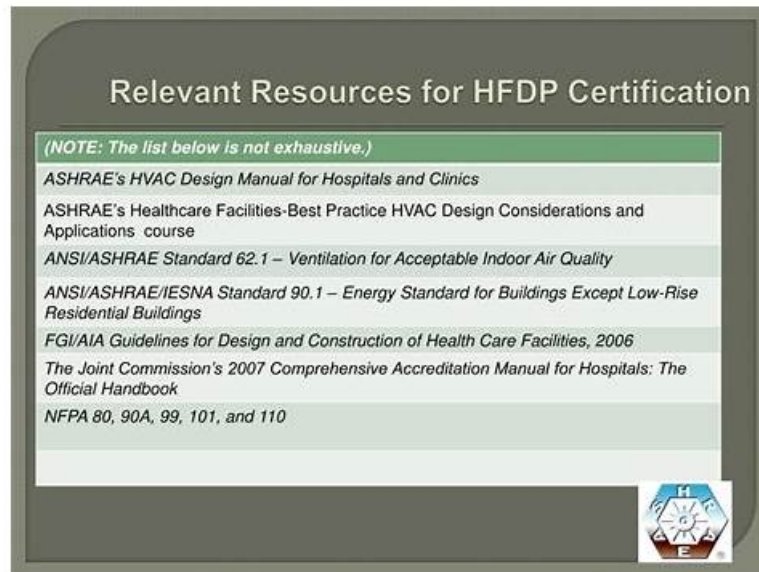 Relevant Resources for HFDP Certification
(NOTE: The list below is not exhaustive.)
ASHRAE's HVAC Design Manual for Hospitals and Clinics
ASHRAE's Healthcare Facilities-Best Practice HVAC Design Considerations and
Applications course
ANSI/ASHRAE Standard 62.1 – Ventilation for Acceptable Indoor Air Quality
ANSI/ASHRAE/IESNA Standard 90.1 – Energy Standard for Buildings Except Low-Rise
Residential Buildings
FGI/AIA Guidelines for Design and Construction of Health Care Facilities, 2006
The Joint Commission's 2007 Comprehensive Accreditation Manual for Hospitals: The
Official Handbook
NFPA 80, 90A, 99, 101, and 110
ASHRAE